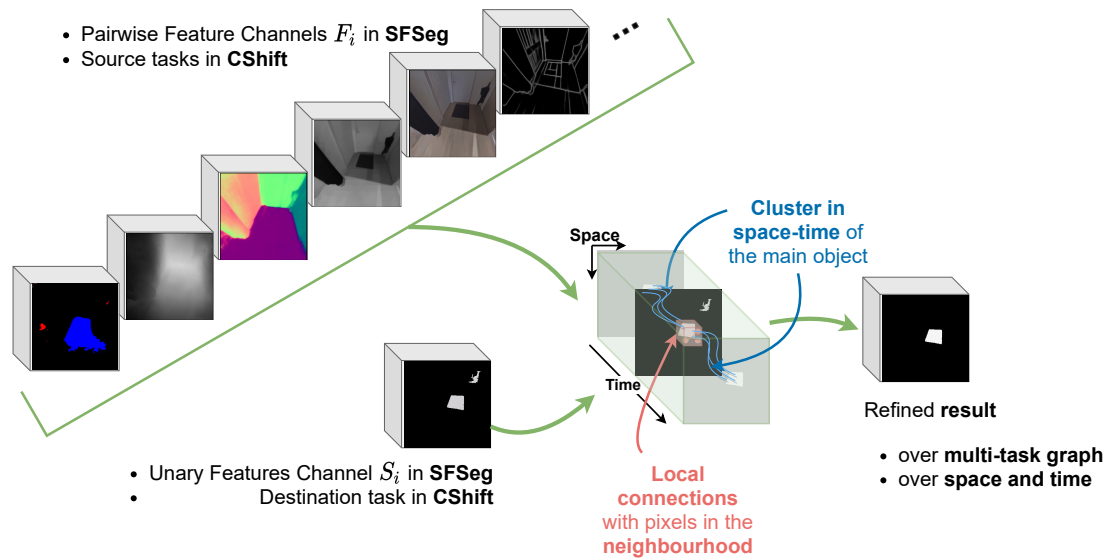 • Pairwise Feature Channels F_i in SFSeg
• Source tasks in CShift
Cluster in
space-time of
the main object
Space
Time
• Unary Features Channel S_i in SFSeg
• Destination task in CShift
Local
connections
with pixels in the
neighbourhood
Refined result
• over multi-task graph
• over space and time